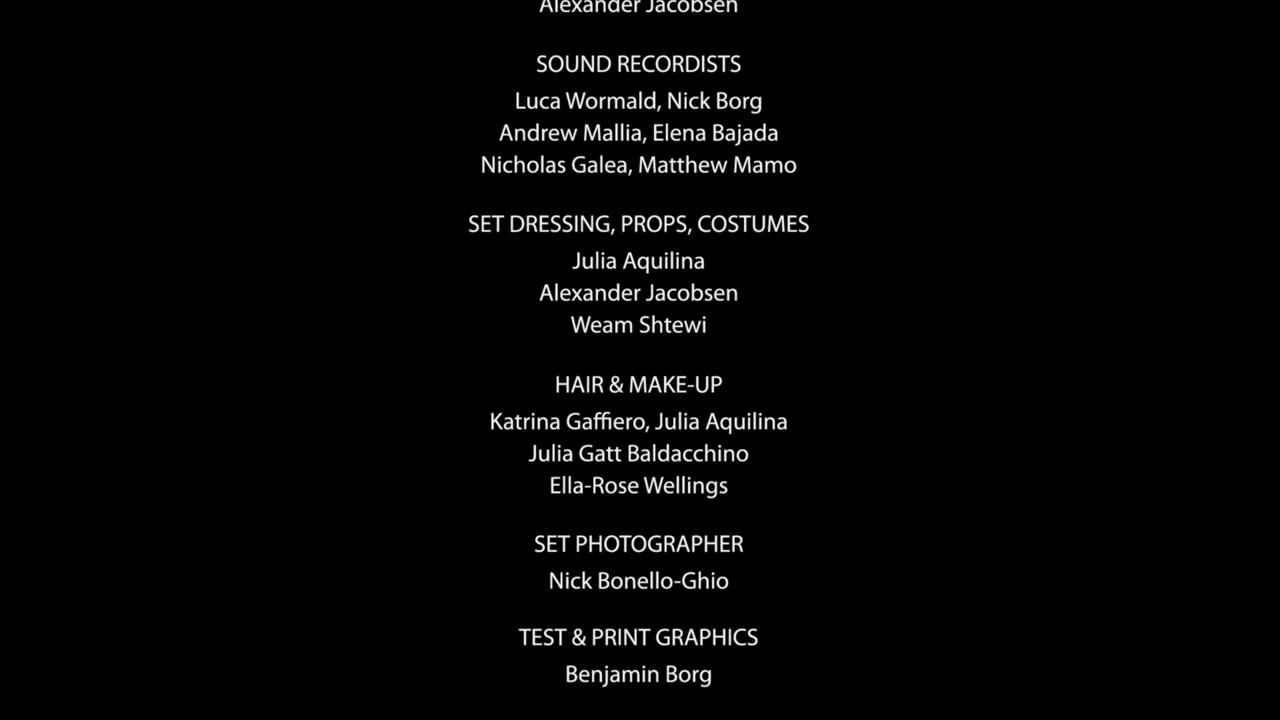 Alexander Jacobsen
SOUND RECORDISTS
Luca Wormald, Nick Borg
Andrew Mallia, Elena Bajada
Nicholas Galea, Matthew Mamo
SET DRESSING, PROPS, COSTUMES
Julia Aquilina
Alexander Jacobsen
Weam Shtewi
HAIR & MAKE-UP
Katrina Gaffiero, Julia Aquilina
Julia Gatt Baldacchino
Ella-Rose Wellings
SET PHOTOGRAPHER
Nick Bonello-Ghio
TEST & PRINT GRAPHICS
Benjamin Borg